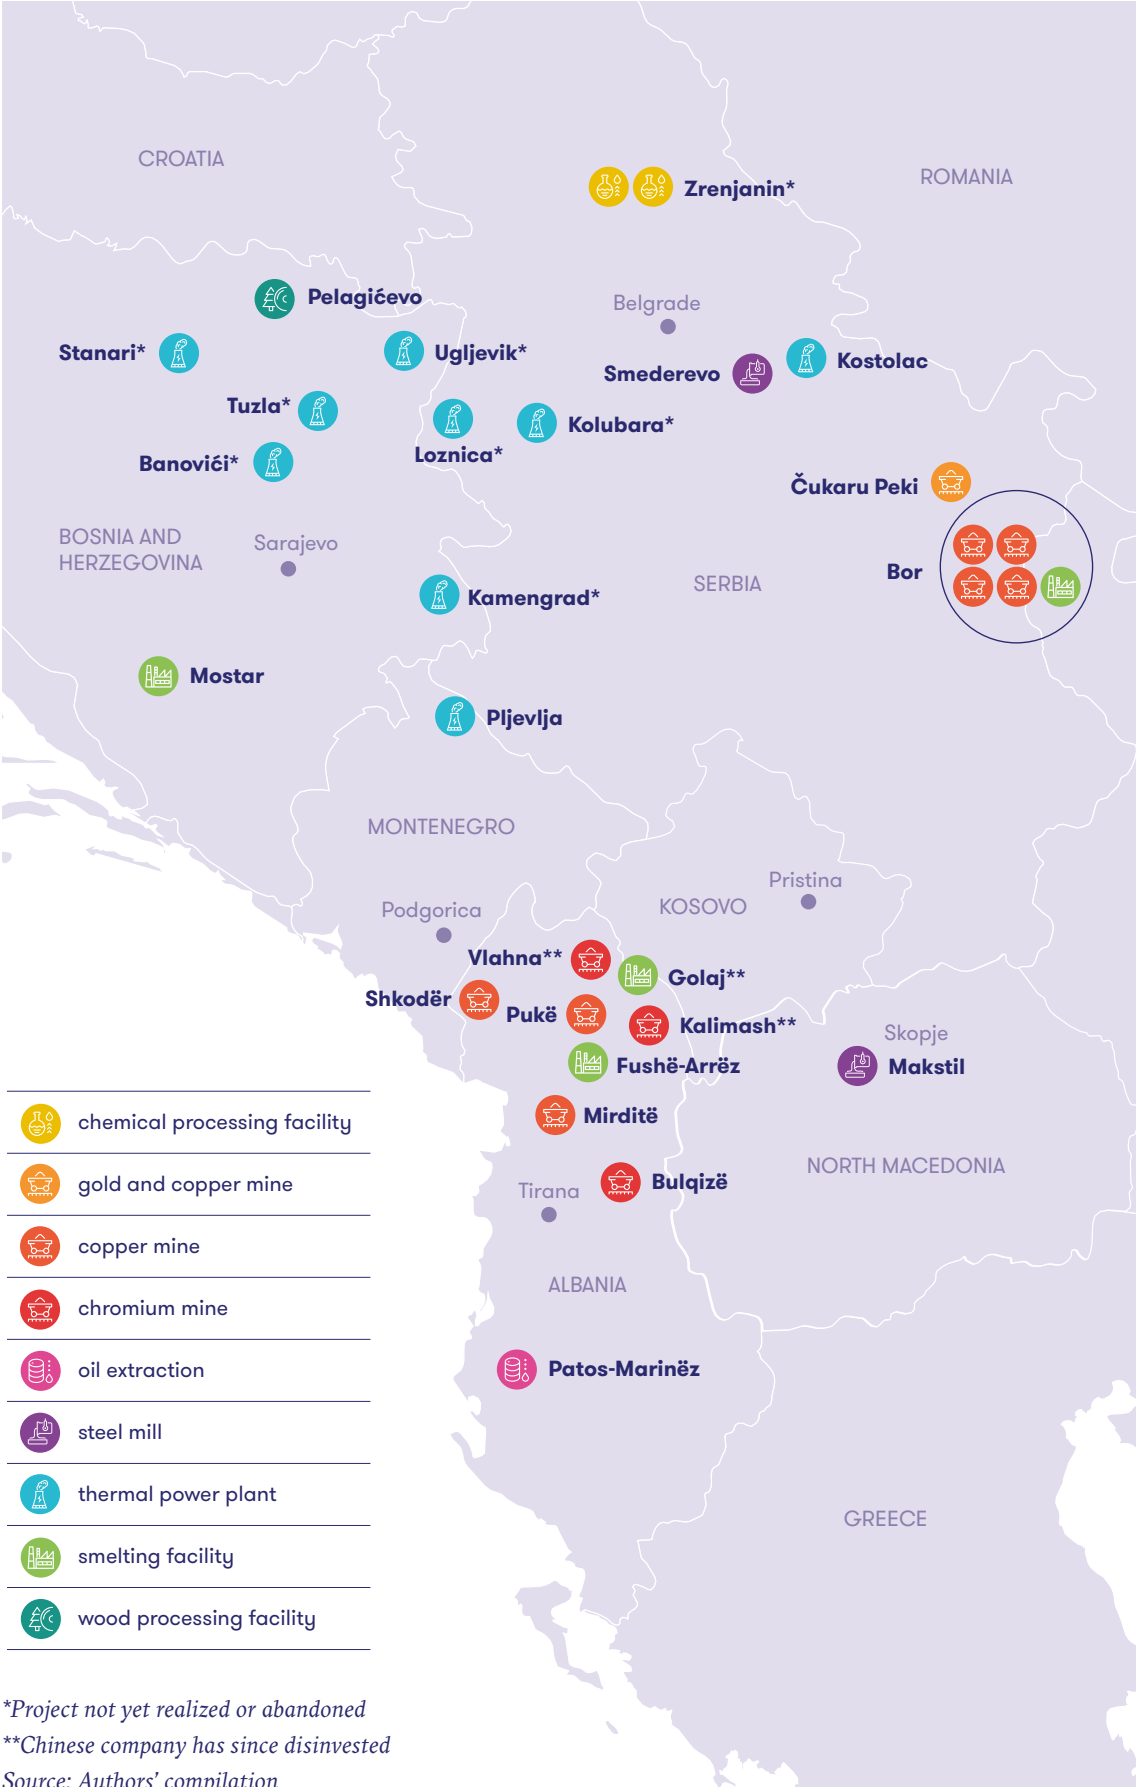 CROATIA
ROMANIA
Zrenjanin*
Pelagićevo
Belgrade
Stanari*
Ugljevik*
Smederevo
Kostolac
Tuzla*
Kolubara*
Loznica*
Banovići*
Čukaru Peki
BOSNIA AND
HERZEGOVINA
Sarajevo
Bor
SERBIA
Kamengrad*
Mostar
Pljevlja
MONTENEGRO
Pristina
KOSOVO
Podgorica
Vlahna**
Golaj**
Shkodër
Pukë
Kalimash**
Skopje
Fushë-Arrëz
Makstil
Mirditë
NORTH MACEDONIA
Bulqizë
Tirana
ALBANIA
Patos-Marinëz
GREECE
chemical processing facility
gold and copper mine
copper mine
chromium mine
oil extraction
steel mill
thermal power plant
smelting facility
wood processing facility
*Project not yet realized or abandoned
**Chinese company has since disinvested
Source: Authors' compilation